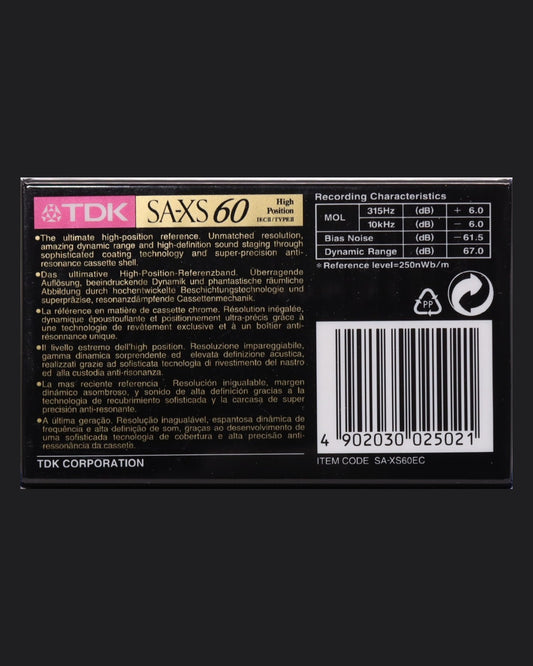 TDK SA-XS 60 High Position IECII/TYPEII
•The ultimate high-position reference. Unmatched resolution,
amazing dynamic range and high-definition sound staging through
sophisticated coating technology and super-precision anti-
resonance cassette shell.
•Das ultimative High-Position-Referenzband. Überragende
Auflösung, beeindruckende Dynamik und phantastische räumliche
Abbildung durch hochentwickelte Beschichtungstechnologie und
superpräzise, resonanzdämpfende Cassettenmechanik.
•La référence en matière de cassette chrome. Résolution inégalée,
dynamique époustouflante et positionnement ultra-précis grâce à
une technologie de revêtement exclusive et à un boîtier anti-
résonnance unique.
•Il livello estremo dell'high position. Resoluzione impareggiabile,
gamma dinamica sorprendente ed elevata definizione acustica,
realizzati grazie ad sofisticata tecnologia di rivestimento del nastro
ed alla custodia anti-risonanza.
•La mas reciente referencia Resolución inigualable, margen
dinámico asombroso, y sonido de alta definición gracias a la
tecnología de recubrimiento sofisticada y la carcasa de super
precisión anti-resonante.
•A última geração. Resolução inagualável, espantosa dinâmica de
frequência e alta definição de som, graças ao desenvolvimento de
uma sofisticada tecnologia de cobertura e alta precisão anti-
ressonância da cassete.
TDK CORPORATION
Recording Characteristics
MOL 315Hz (dB) + 6.0
10kHz (dB) − 6.0
Bias Noise (dB) −61.5
Dynamic Range (dB) 67.0
*Reference level=250nWb/m
PP
4 902030 025021
ITEM CODE SA-XS60EC